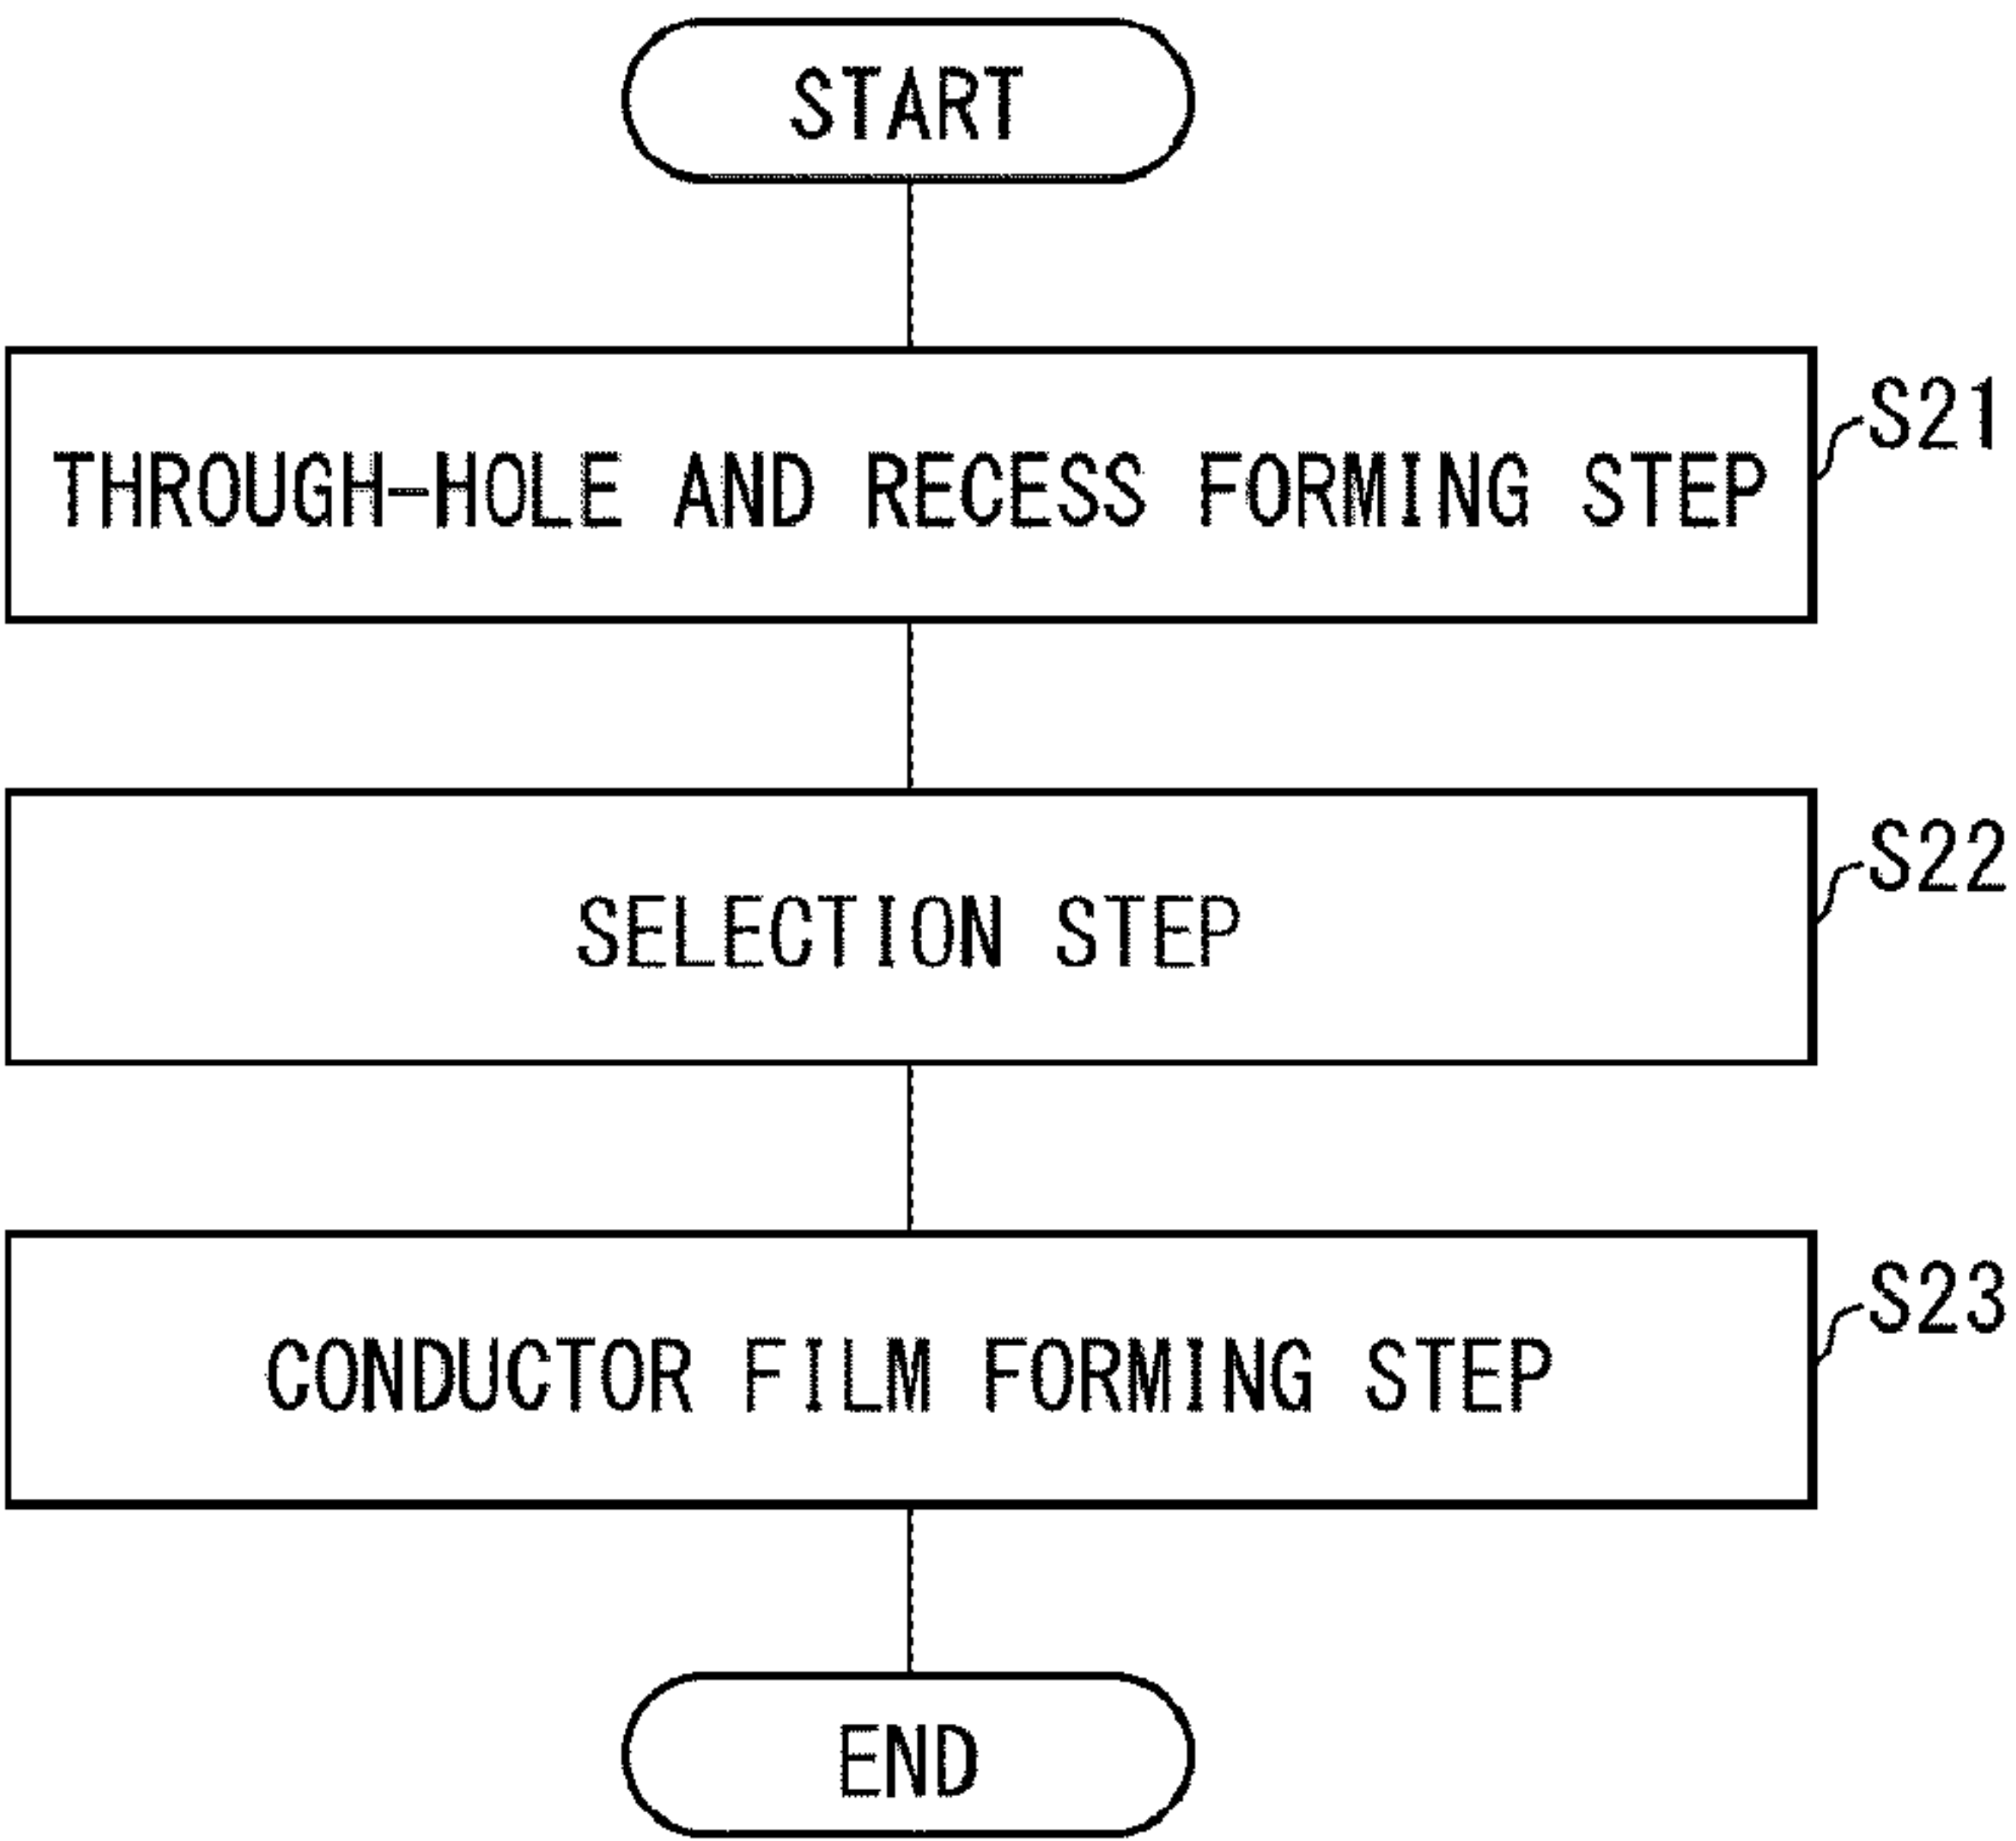 START
S21
THROUGH-HOLE AND RECESS FORMING STEP
S22
SELECTION STEP
S23
CONDUCTOR FILM FORMING STEP
END